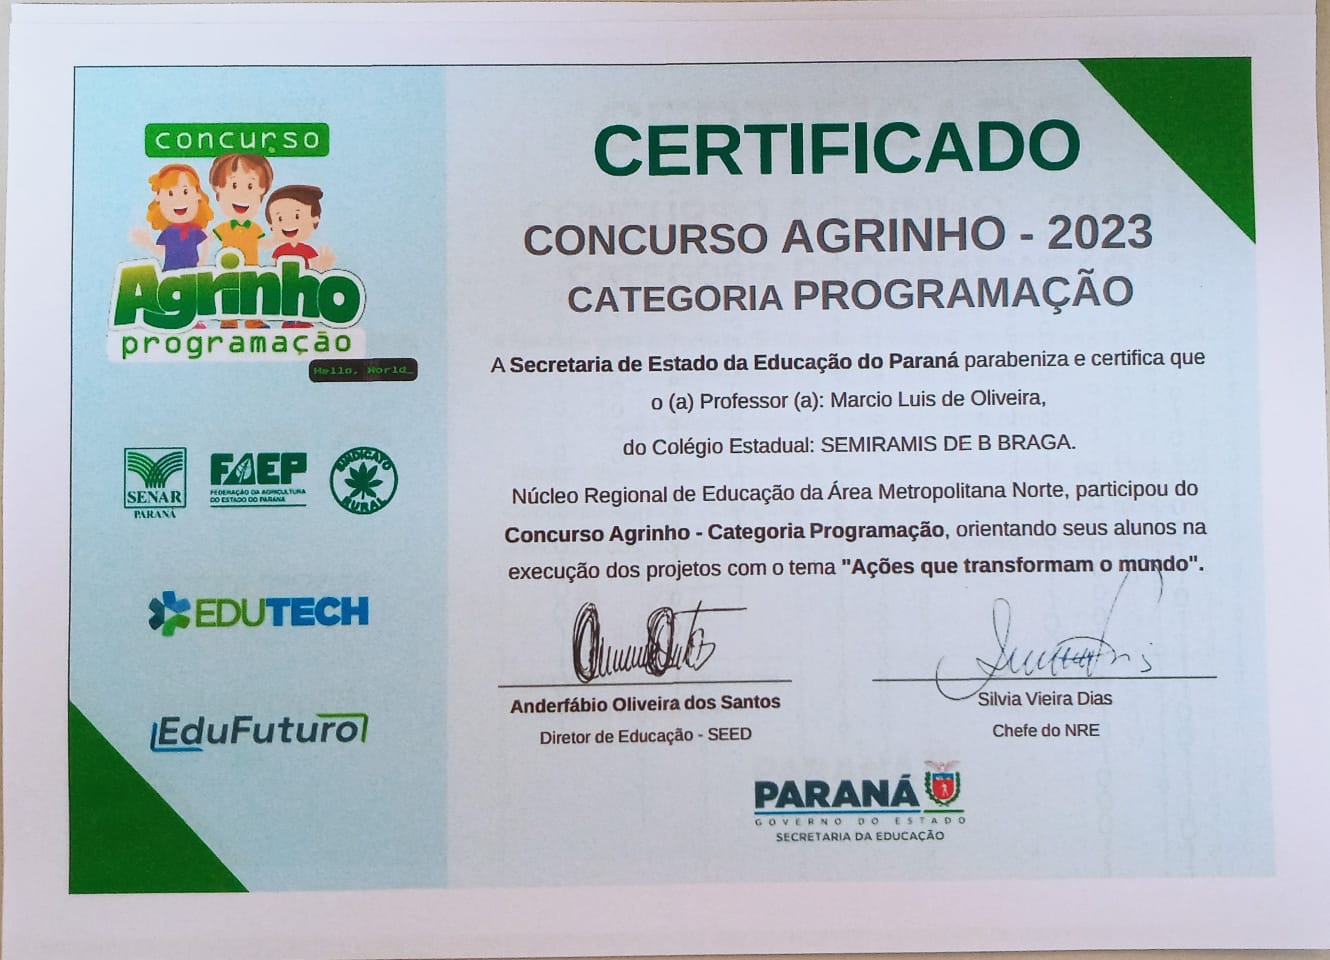 concurso
Agrinho
programação
Hello, World_
SENAR
PARANÁ
FAEP
FEDERAÇÃO DA AGRICULTURA
DO ESTADO DO PARANÁ
SINDICATO
RURAL
EDUTECH
EduFuturo
CERTIFICADO
CONCURSO AGRINHO - 2023
CATEGORIA PROGRAMAÇÃO
A Secretaria de Estado da Educação do Paraná parabeniza e certifica que
o (a) Professor (a): Marcio Luis de Oliveira,
do Colégio Estadual: SEMIRAMIS DE B BRAGA.
Núcleo Regional de Educação da Área Metropolitana Norte, participou do
Concurso Agrinho - Categoria Programação, orientando seus alunos na
execução dos projetos com o tema "Ações que transformam o mundo".
Anderfábio Oliveira dos Santos
Diretor de Educação - SEED
Silvia Vieira Dias
Chefe do NRE
PARANÁ
GOVERNO DO ESTADO
SECRETARIA DA EDUCAÇÃO